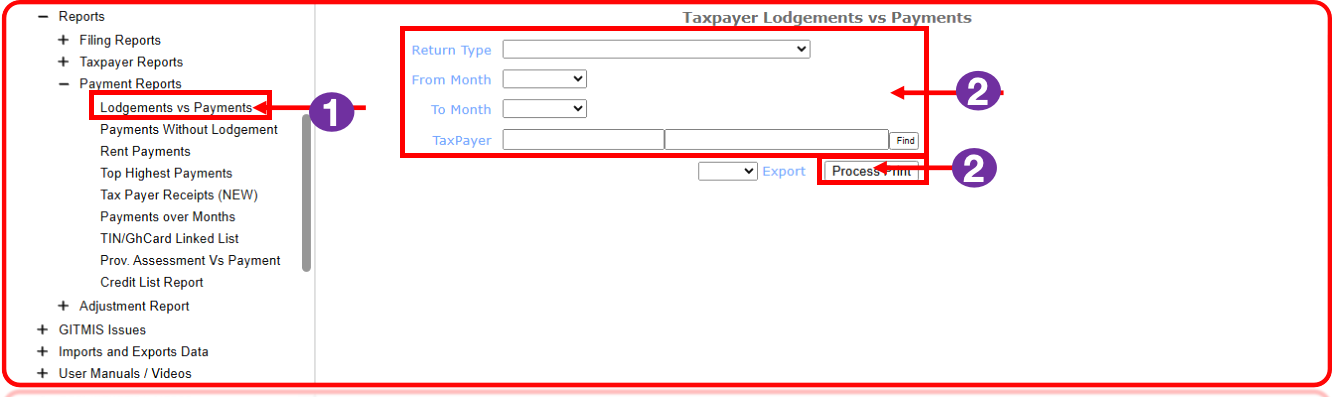 Reports
Filing Reports
Taxpayer Reports
Payment Reports
Lodgements vs Payments
Payments Without Lodgement
Rent Payments
Top Highest Payments
Tax Payer Receipts (NEW)
Payments over Months
TIN/GhCard Linked List
Prov. Assessment Vs Payment
Credit List Report
Adjustment Report
GITMIS Issues
Imports and Exports Data
User Manuals / Videos
1
Taxpayer Lodgements vs Payments
Return Type
From Month
To Month
TaxPayer Find
2
Export Process Print
2